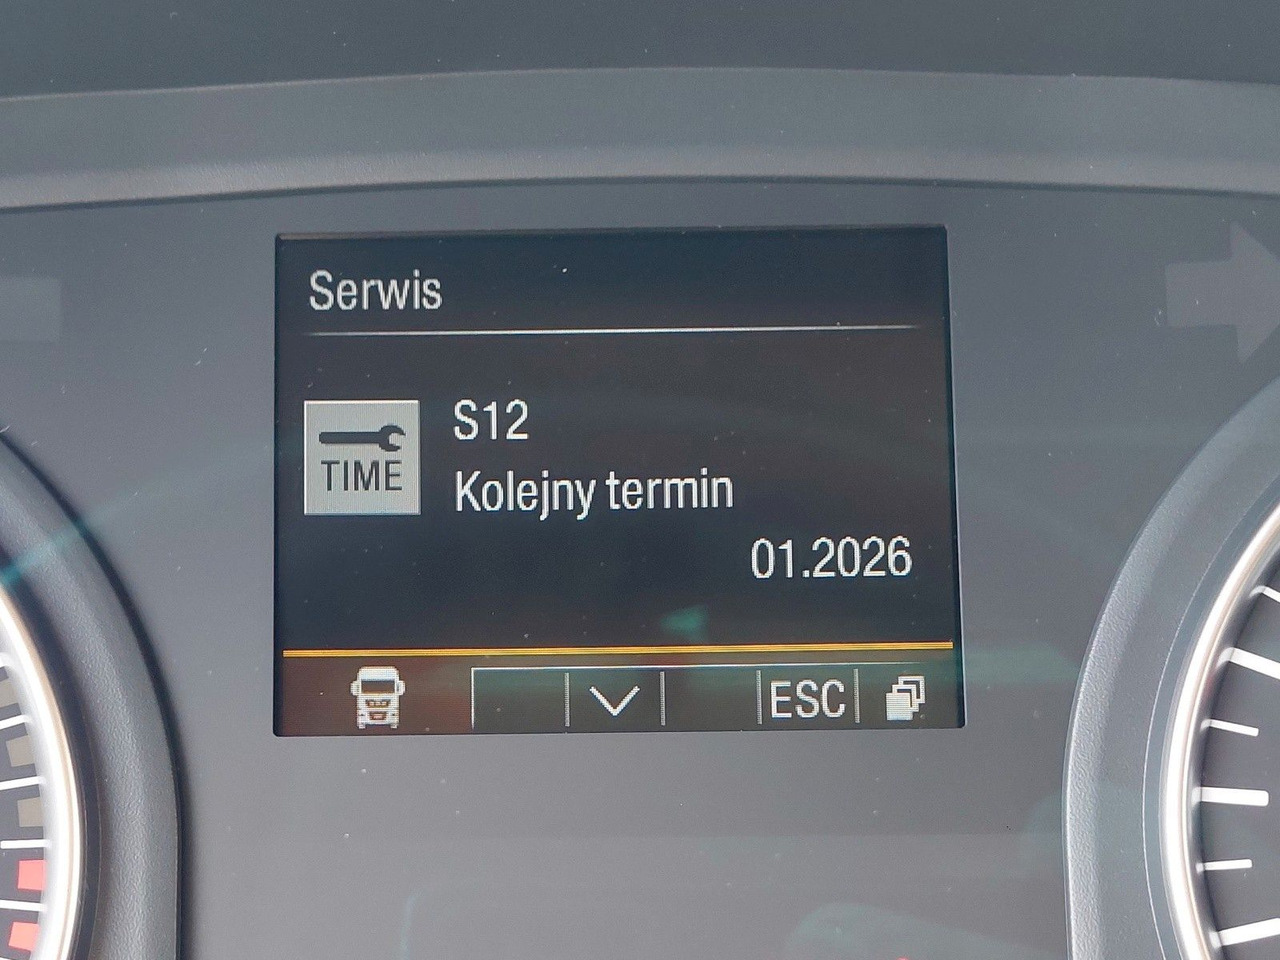 Serwis
S12
TIME
Kolejny termin
01.2026
ESC